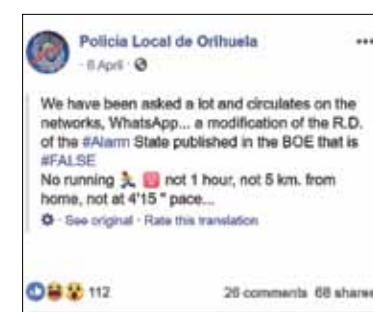 Policía Local de Orihuela
8 April ·
We have been asked a lot and circulates on the
networks, WhatsApp... a modification of the R.D.
of the #Alarm State published in the BOE that is
#FALSE
No running 🏃 not 1 hour, not 5 km. from
home, not at 4'15 " pace...
· See original · Rate this translation
112
26 comments 68 shares